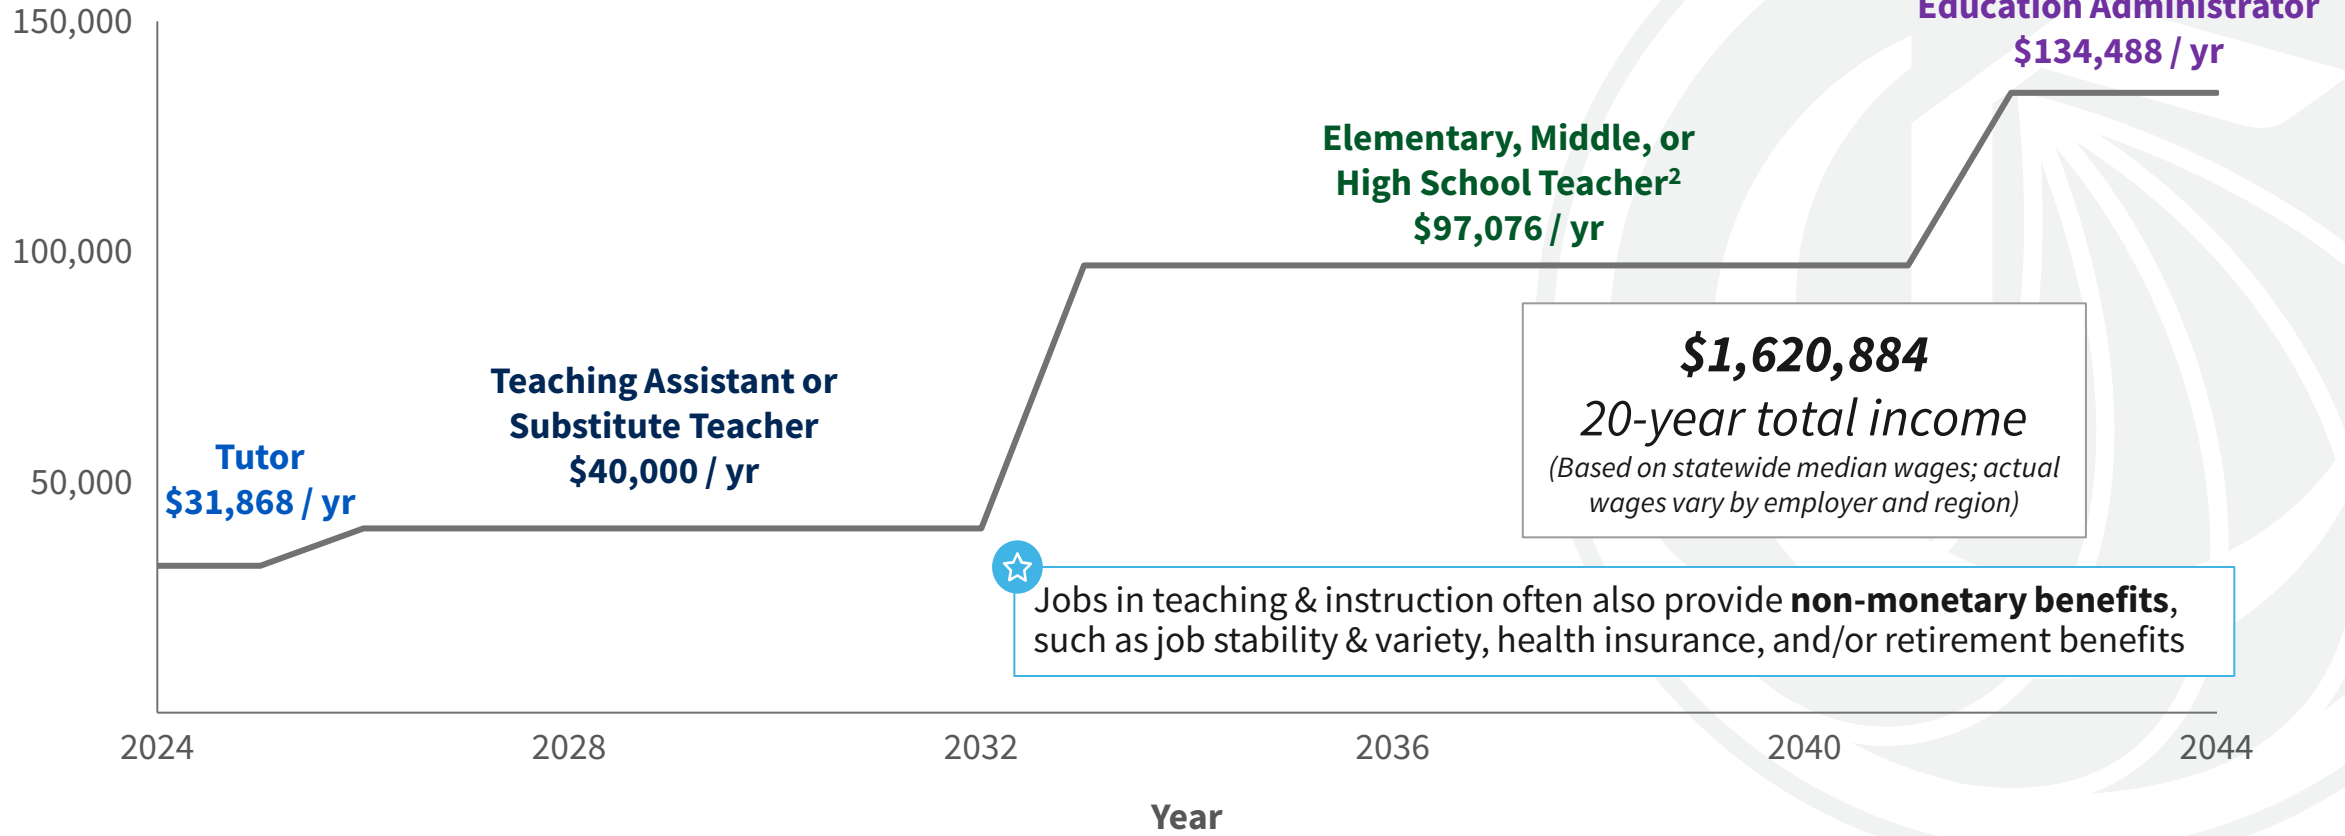 Education Administrator
$134,488 / yr
150,000
Elementary, Middle, or
High School Teacher²
$97,076 / yr
100,000
$1,620,884
20-year total income
(Based on statewide median wages; actual
wages vary by employer and region)
Teaching Assistant or
Substitute Teacher
$40,000 / yr
Tutor
$31,868 / yr
50,000
Jobs in teaching & instruction often also provide non-monetary benefits,
such as job stability & variety, health insurance, and/or retirement benefits
2024 2028 2032 2036 2040 2044
Year